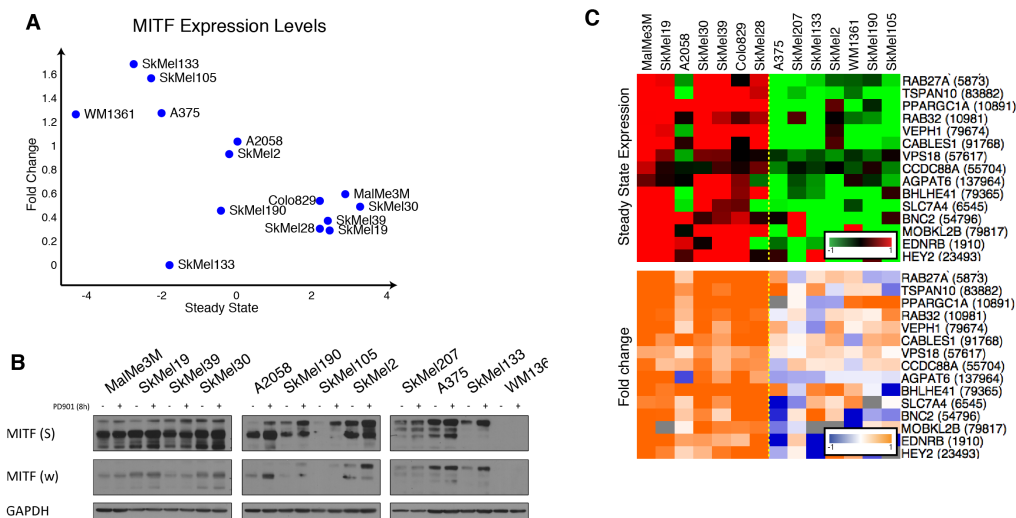 A
MITF Expression Levels
Fold Change
1.6
1.4
1.2
1
0.8
0.6
0.4
0.2
0
SkMel133
SkMel105
WM1361
A375
A2058
SkMel2
MalMe3M
Colo829
SkMel30
SkMel190
SkMel39
SkMel28
SkMel19
SkMel133
-4
-2
0
2
4
Steady State
B
MalMe3M
SkMel19
SkMel39
SkMel30
A2058
SkMel190
SkMel105
SkMel2
SkMel207
A375
SkMel133
WM136
PD901 (8h)
- + - + - + - +
- + - + - + - +
- + - + - + - +
MITF (S)
MITF (w)
GAPDH
C
MalMe3M
SkMel19
A2058
SkMel30
SkMel39
Colo829
SkMel28
A375
SkMel207
SkMel133
SkMel2
WM1361
SkMel190
SkMel105
Steady State Expression
RAB27A (5873)
TSPAN10 (83882)
PPARGC1A (10891)
RAB32 (10981)
VEPH1 (79674)
CABLES1 (91768)
VPS18 (57617)
CCDC88A (55704)
AGPAT6 (137964)
BHLHE41 (79365)
SLC7A4 (6545)
BNC2 (54796)
MOBKL2B (79817)
EDNRB (1910)
HEY2 (23493)
-1
1
Fold change
RAB27A (5873)
TSPAN10 (83882)
PPARGC1A (10891)
RAB32 (10981)
VEPH1 (79674)
CABLES1 (91768)
VPS18 (57617)
CCDC88A (55704)
AGPAT6 (137964)
BHLHE41 (79365)
SLC7A4 (6545)
BNC2 (54796)
MOBKL2B (79817)
EDNRB (1910)
HEY2 (23493)
-1
1